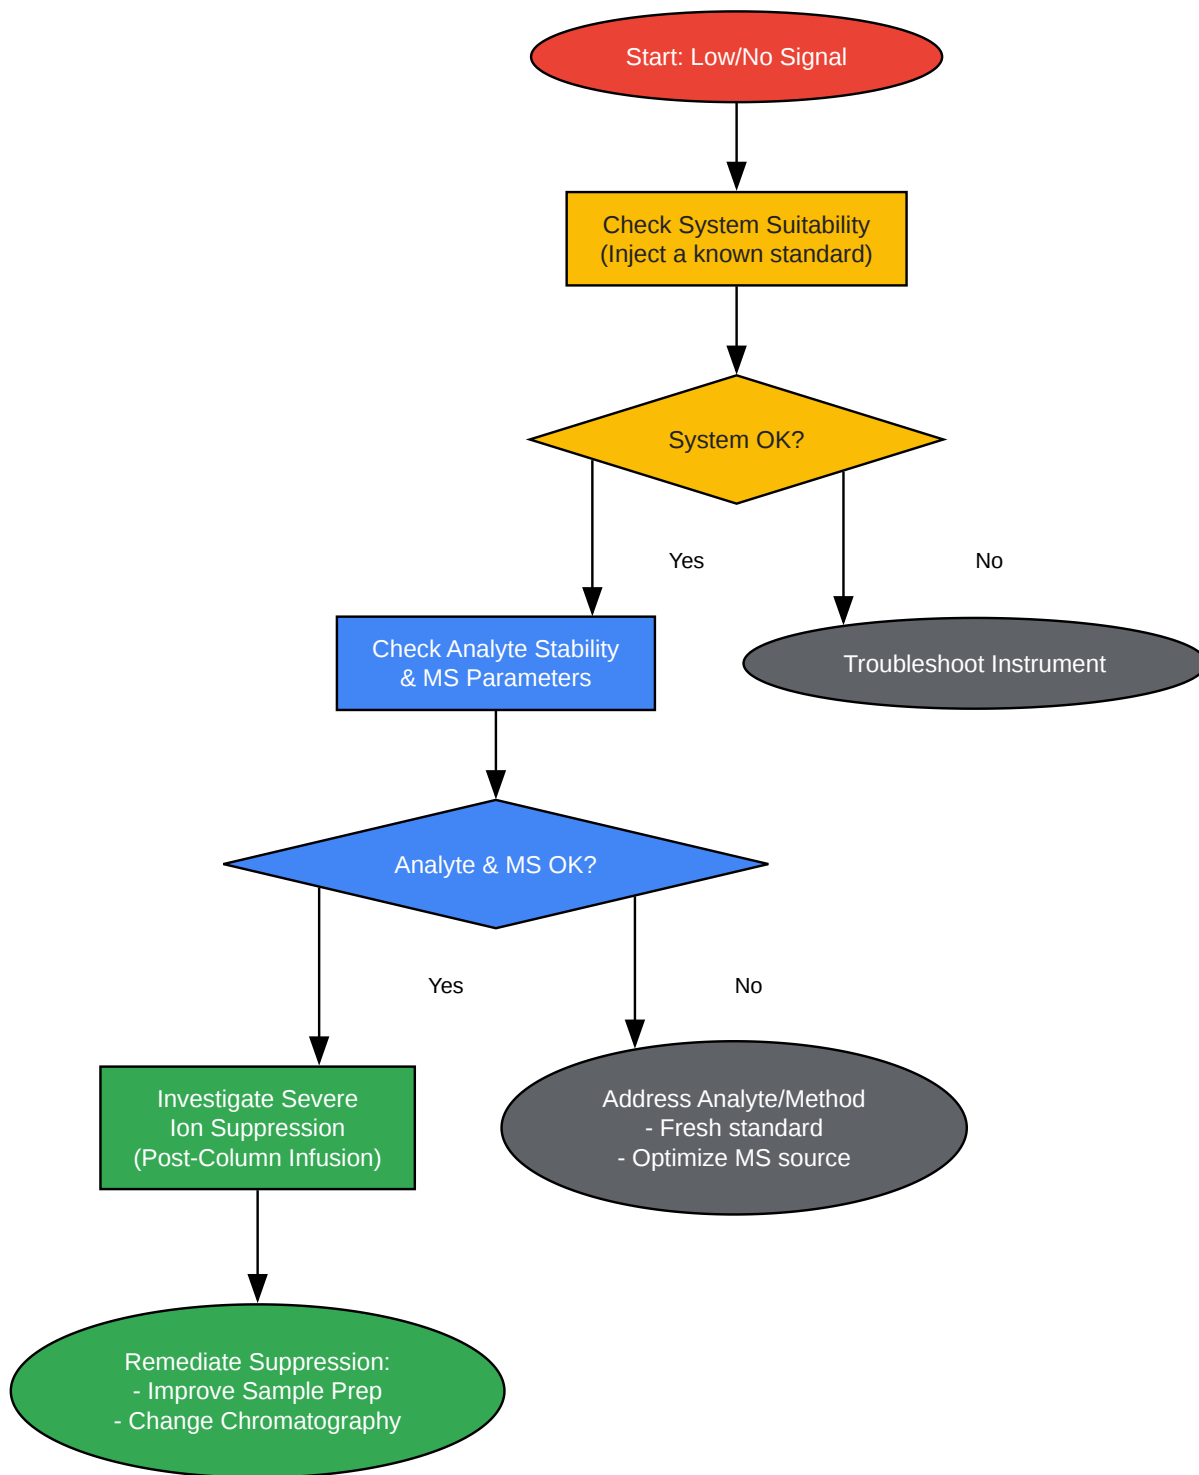 Start: Low/No Signal
Check System Suitability
(Inject a known standard)
System OK?
Yes
No
Check Analyte Stability
& MS Parameters
Troubleshoot Instrument
Analyte & MS OK?
Yes
No
Investigate Severe
Ion Suppression
(Post-Column Infusion)
Address Analyte/Method
- Fresh standard
- Optimize MS source
Remediate Suppression:
- Improve Sample Prep
- Change Chromatography